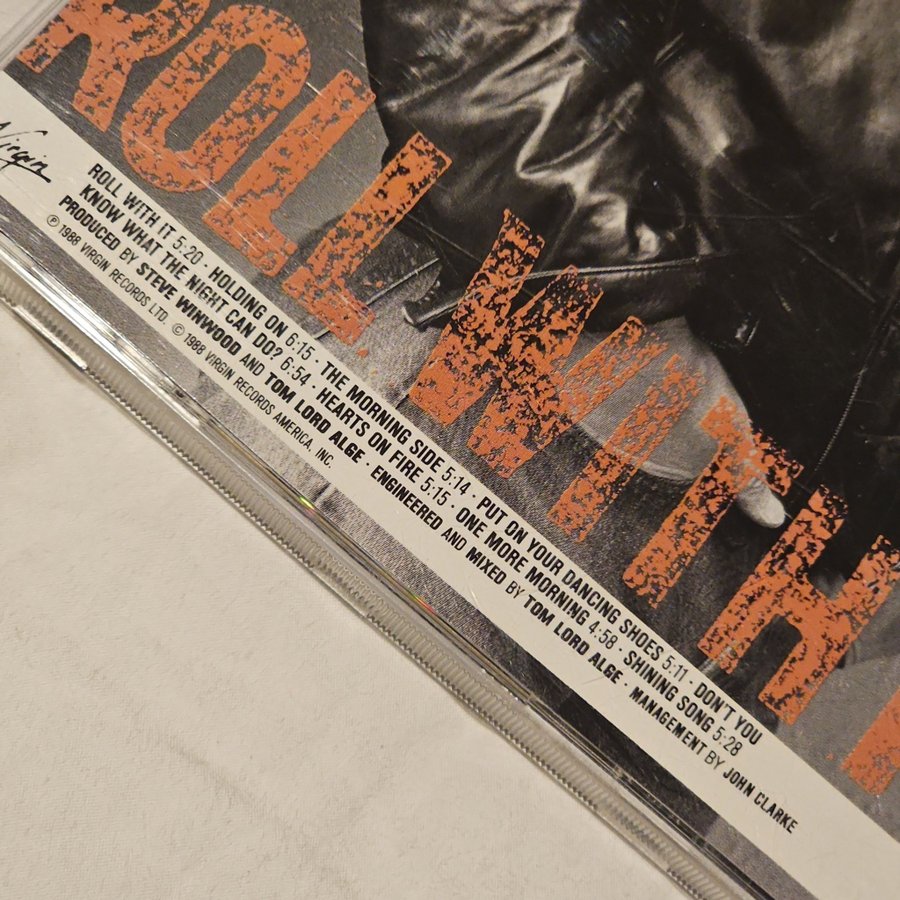 ROLL WITH I
Virgin
ROLL WITH IT 5:20 · HOLDING ON 6:15 · THE MORNING SIDE 5:14 · PUT ON YOUR DANCING SHOES 5:11 · DON'T YOU
KNOW WHAT THE NIGHT CAN DO? 6:54 · HEARTS ON FIRE 5:15 · ONE MORE MORNING 4:58 · SHINING SONG 5:28
PRODUCED BY STEVE WINWOOD AND TOM LORD ALGE · ENGINEERED AND MIXED BY TOM LORD ALGE · MANAGEMENT BY JOHN CLARKE
℗ 1988 VIRGIN RECORDS LTD. © 1988 VIRGIN RECORDS AMERICA, INC.